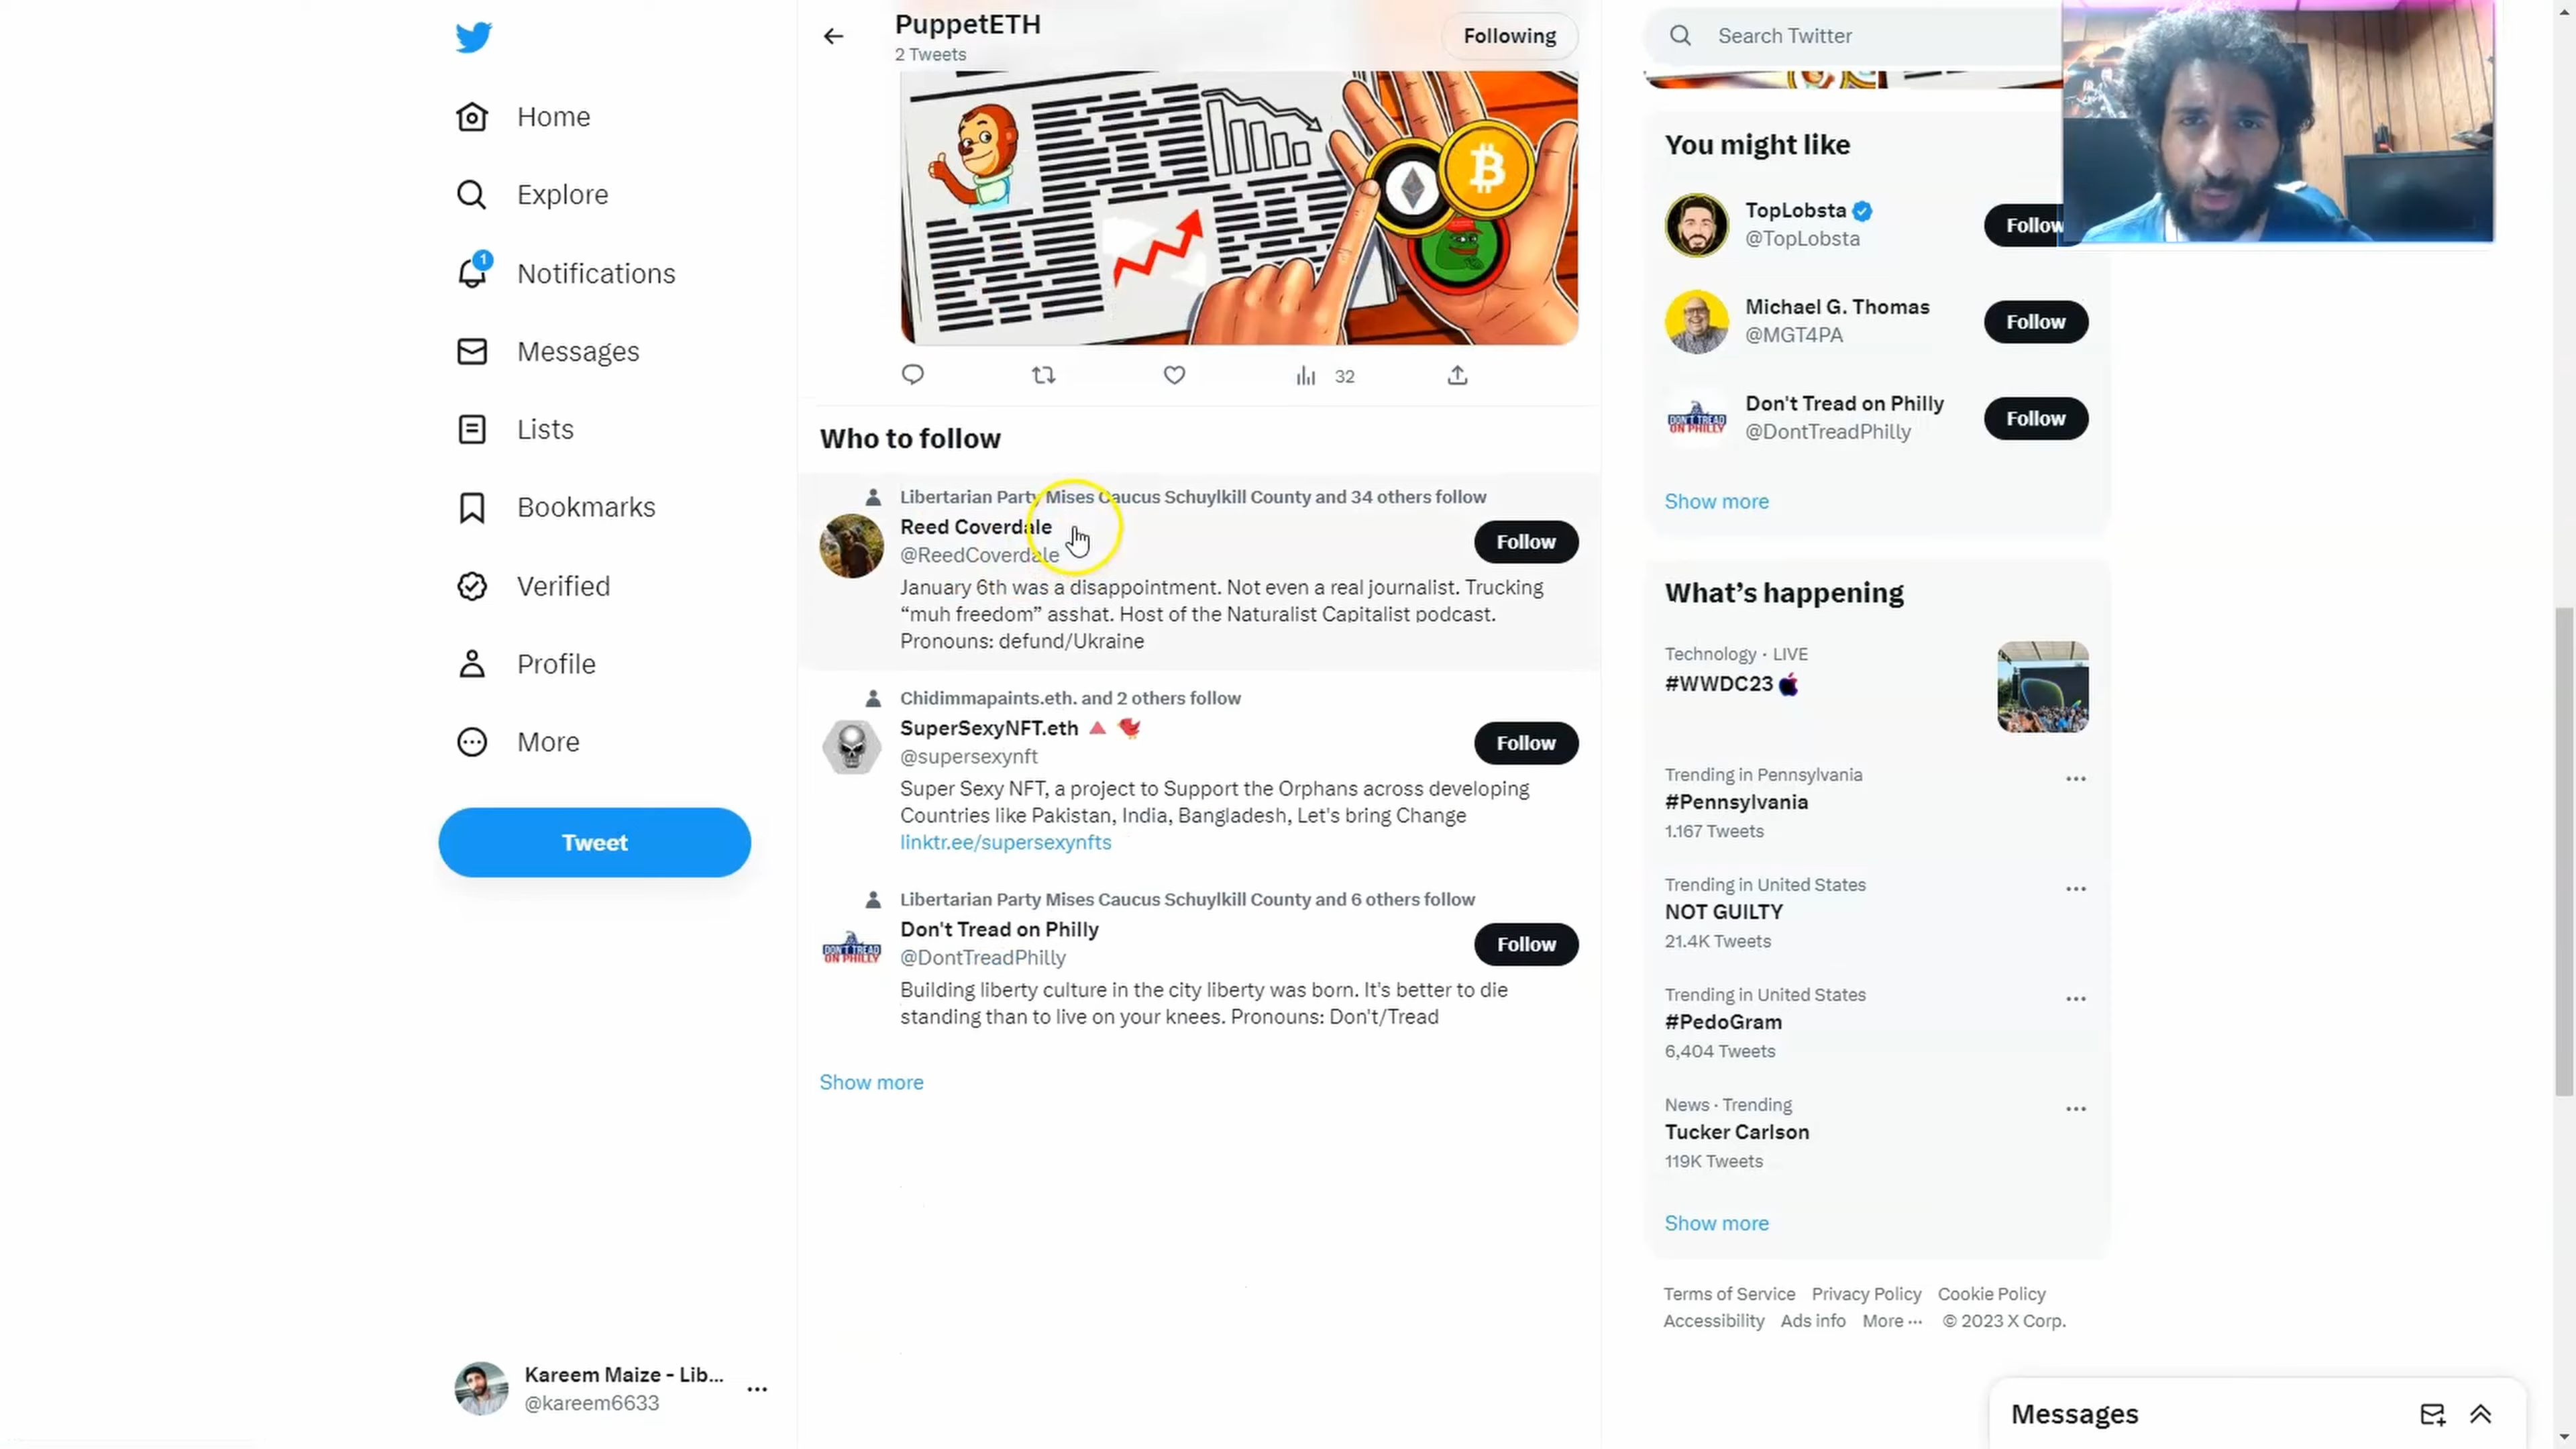 Home
Explore
1
Notifications
Messages
Lists
Bookmarks
Verified
Profile
More
Tweet
Kareem Maize - Lib...
@kareem6633
PuppetETH
2 Tweets
Following
32
Who to follow
Libertarian Party Mises Caucus Schuylkill County and 34 others follow
Reed Coverdale
@ReedCoverdale
Follow
January 6th was a disappointment. Not even a real journalist. Trucking
“muh freedom” asshat. Host of the Naturalist Capitalist podcast.
Pronouns: defund/Ukraine
Chidimmapaints.eth. and 2 others follow
SuperSexyNFT.eth
@supersexynft
Follow
Super Sexy NFT, a project to Support the Orphans across developing
Countries like Pakistan, India, Bangladesh, Let's bring Change
linktr.ee/supersexynfts
Libertarian Party Mises Caucus Schuylkill County and 6 others follow
Don't Tread on Philly
@DontTreadPhilly
Follow
DON'T TREAD
ON PHILLY
Building liberty culture in the city liberty was born. It's better to die
standing than to live on your knees. Pronouns: Don't/Tread
Show more
Search Twitter
You might like
TopLobsta
@TopLobsta
Follow
Michael G. Thomas
@MGT4PA
Follow
Don't Tread on Philly
@DontTreadPhilly
Follow
DON'T TREAD
ON PHILLY
Show more
What’s happening
Technology · LIVE
#WWDC23
Trending in Pennsylvania
#Pennsylvania
1.167 Tweets
Trending in United States
NOT GUILTY
21.4K Tweets
Trending in United States
#PedoGram
6,404 Tweets
News · Trending
Tucker Carlson
119K Tweets
Show more
Terms of Service Privacy Policy Cookie Policy
Accessibility Ads info More ··· © 2023 X Corp.
Messages